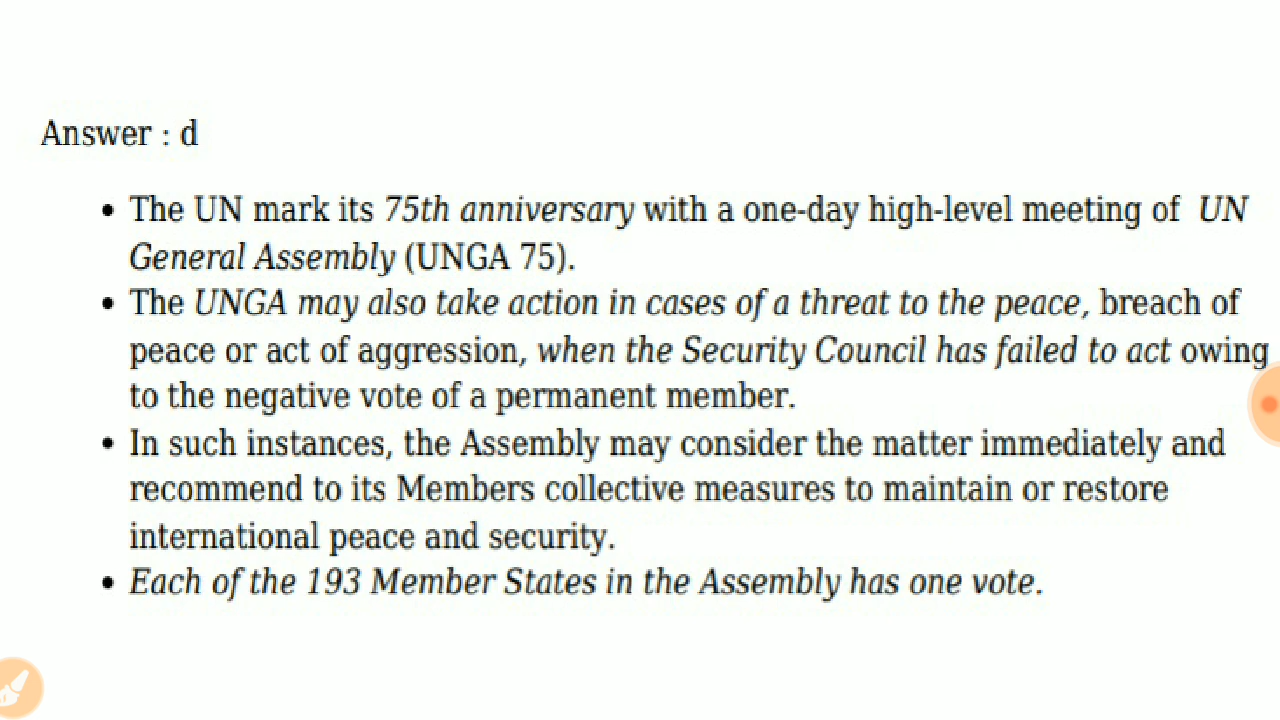 Answer : d
• The UN mark its 75th anniversary with a one-day high-level meeting of UN
General Assembly (UNGA 75).
• The UNGA may also take action in cases of a threat to the peace, breach of
peace or act of aggression, when the Security Council has failed to act owing
to the negative vote of a permanent member.
• In such instances, the Assembly may consider the matter immediately and
recommend to its Members collective measures to maintain or restore
international peace and security.
• Each of the 193 Member States in the Assembly has one vote.